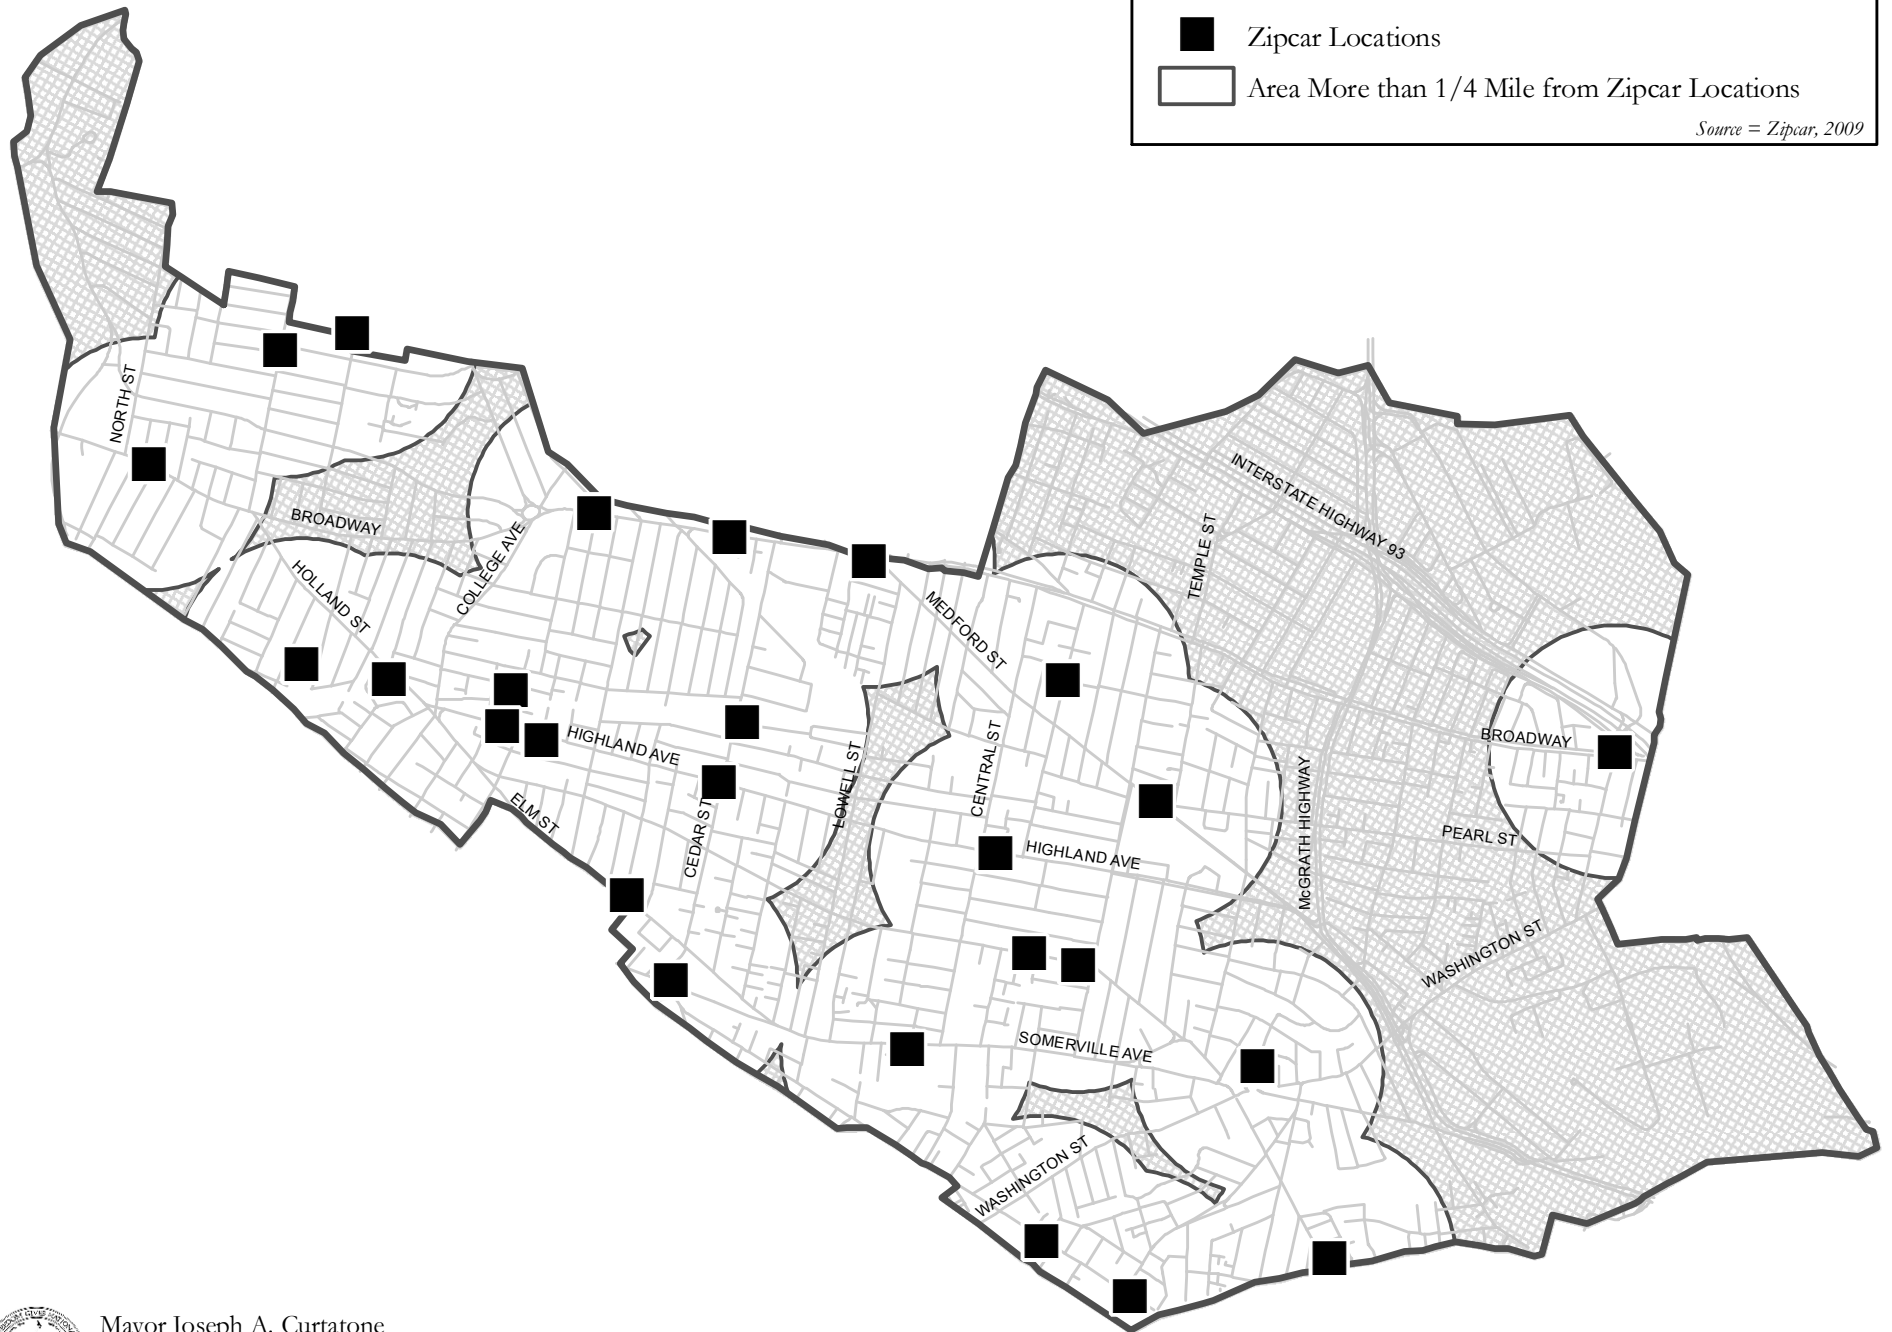 Zipcar Locations
Area More than 1/4 Mile from Zipcar Locations
Source = Zipcar, 2009
NORTH ST
BROADWAY
COLLEGE AVE
HOLLAND ST
INTERSTATE HIGHWAY 93
TEMPLE ST
MEDFORD ST
BROADWAY
HIGHLAND AVE
CENTRAL ST
LOWELL ST
McGRATH HIGHWAY
ELM ST
CEDAR ST
PEARL ST
HIGHLAND AVE
WASHINGTON ST
SOMERVILLE AVE
WASHINGTON ST
Mayor Joseph A. Curtatone